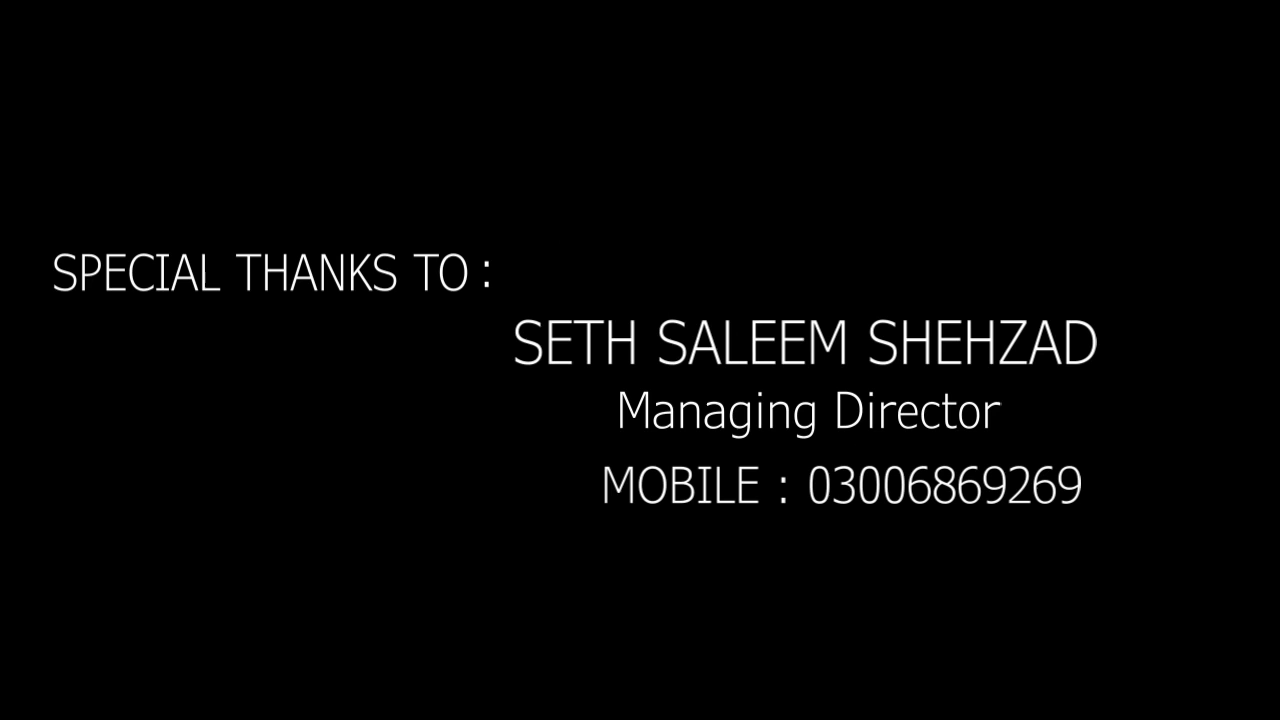 SPECIAL THANKS TO :
SETH SALEEM SHEHZAD
Managing Director
MOBILE : 03006869269